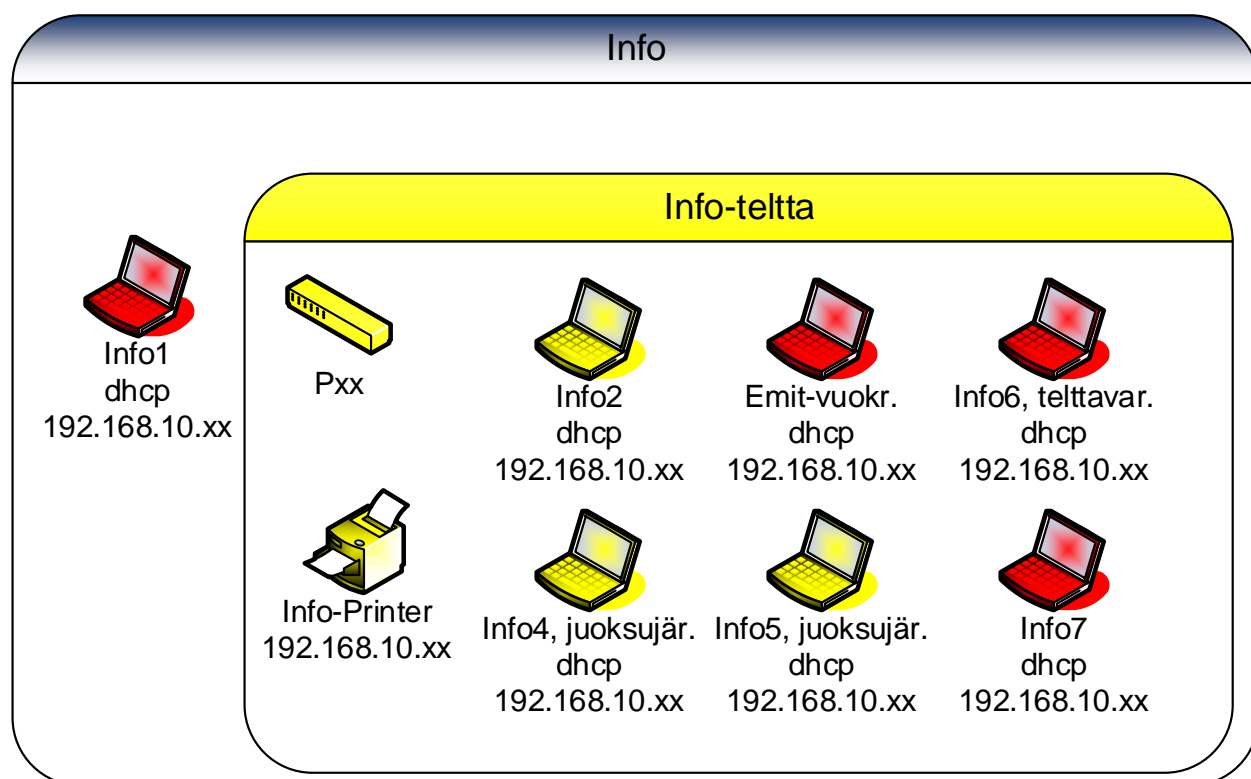 Info
Info-teltta
Info1
dhcp
192.168.10.xx
Pxx
Info2
dhcp
192.168.10.xx
Emit-vuokr.
dhcp
192.168.10.xx
Info6, telttavar.
dhcp
192.168.10.xx
Info-Printer
192.168.10.xx
Info4, juoksujär.
dhcp
192.168.10.xx
Info5, juoksujär.
dhcp
192.168.10.xx
Info7
dhcp
192.168.10.xx